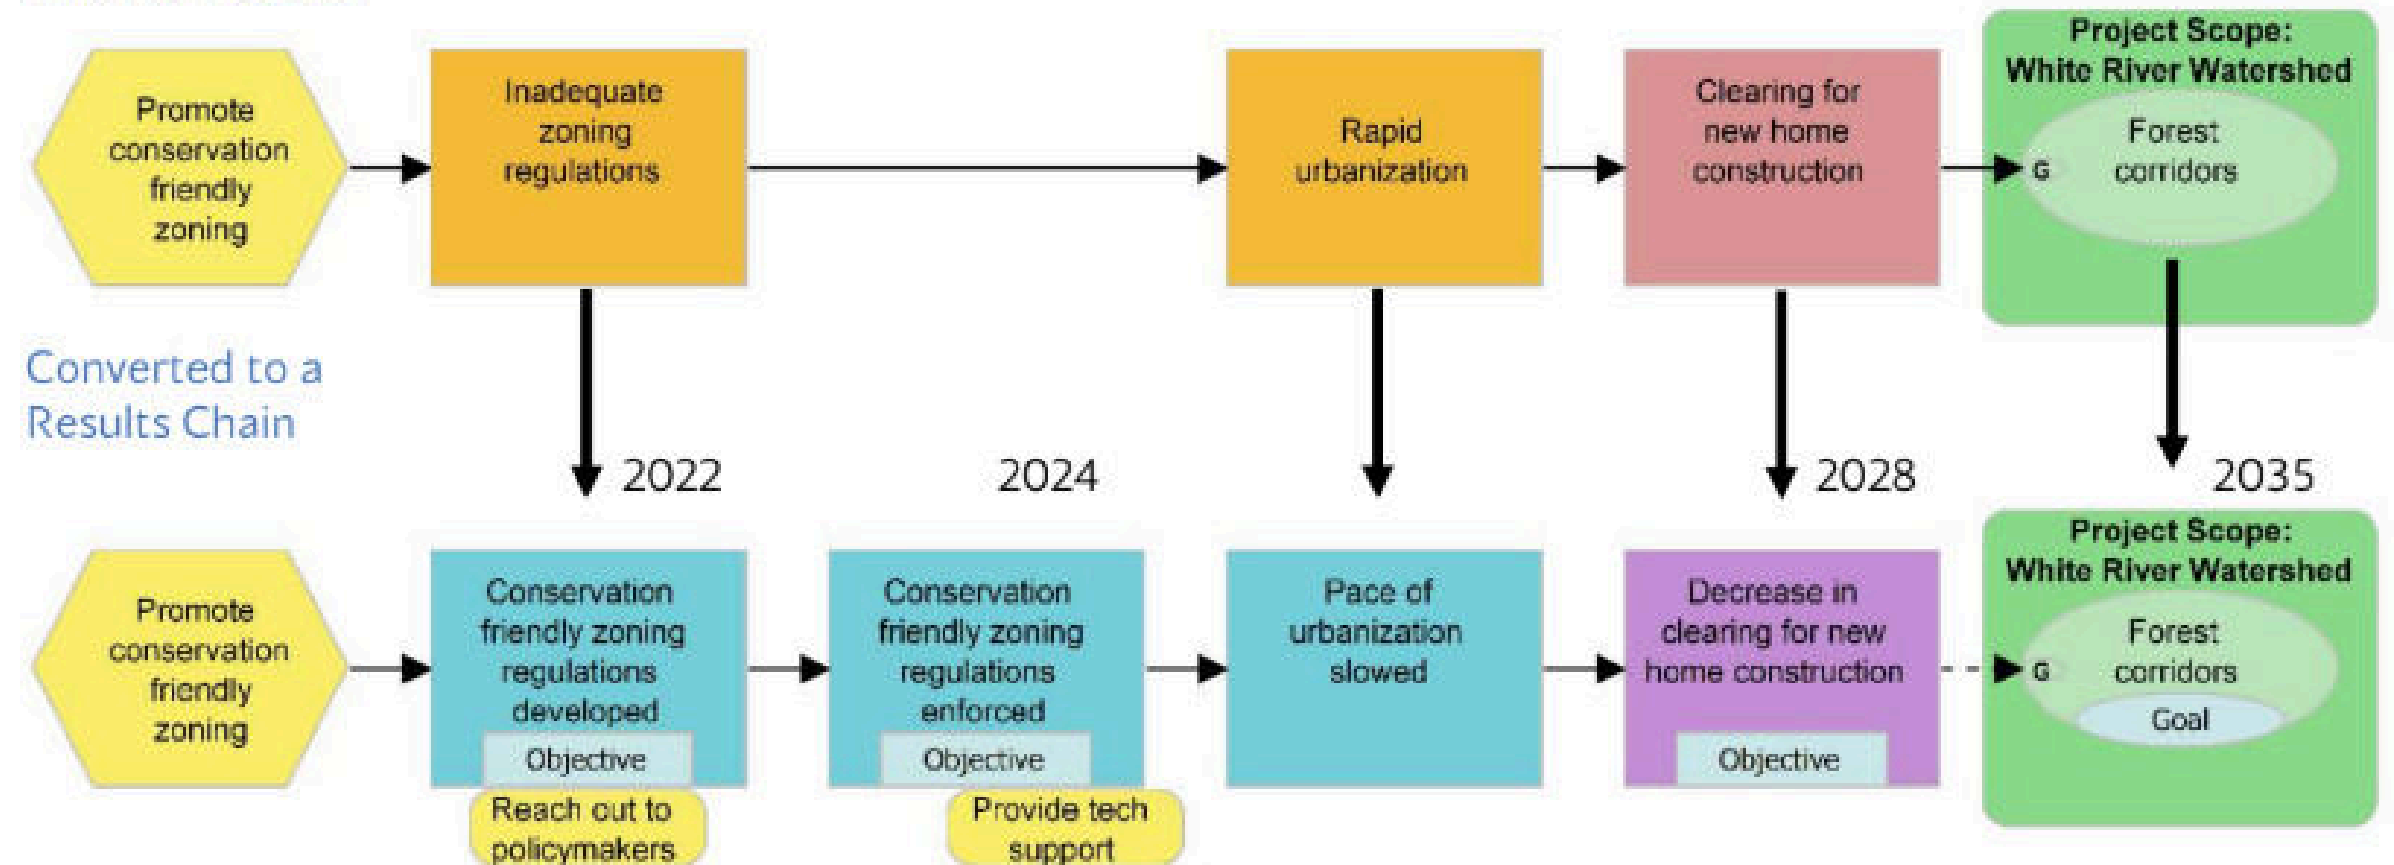 Promote
conservation
friendly
zoning
Inadequate
zoning
regulations
Rapid
urbanization
Clearing for
new home
construction
Project Scope:
White River Watershed
G
Forest
corridors
Converted to a
Results Chain
2022
2024
2028
2035
Promote
conservation
friendly
zoning
Conservation
friendly zoning
regulations
developed
Objective
Reach out to
policymakers
Conservation
friendly zoning
regulations
enforced
Objective
Provide tech
support
Pace of
urbanization
slowed
Decrease in
clearing for new
home construction
Objective
Project Scope:
White River Watershed
G
Forest
corridors
Goal